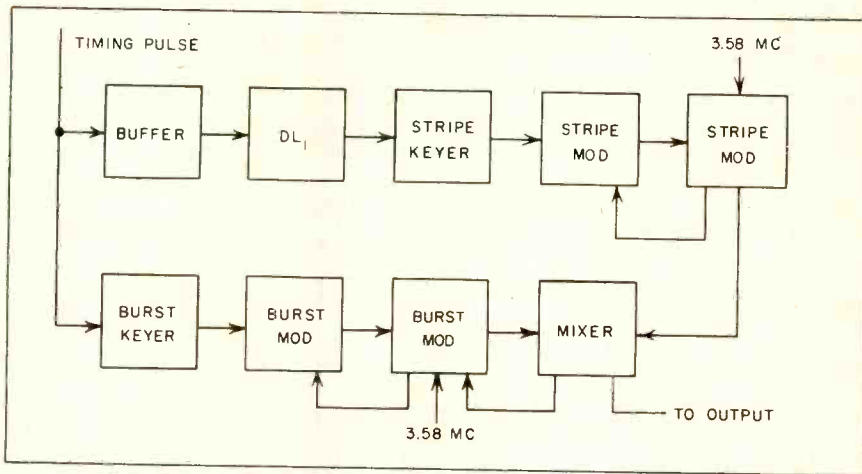 TIMING PULSE
3.58 MC
BUFFER
DL1
STRIPE
KEYER
STRIPE
MOD
STRIPE
MOD
BURST
KEYER
BURST
MOD
BURST
MOD
MIXER
3.58 MC
TO OUTPUT